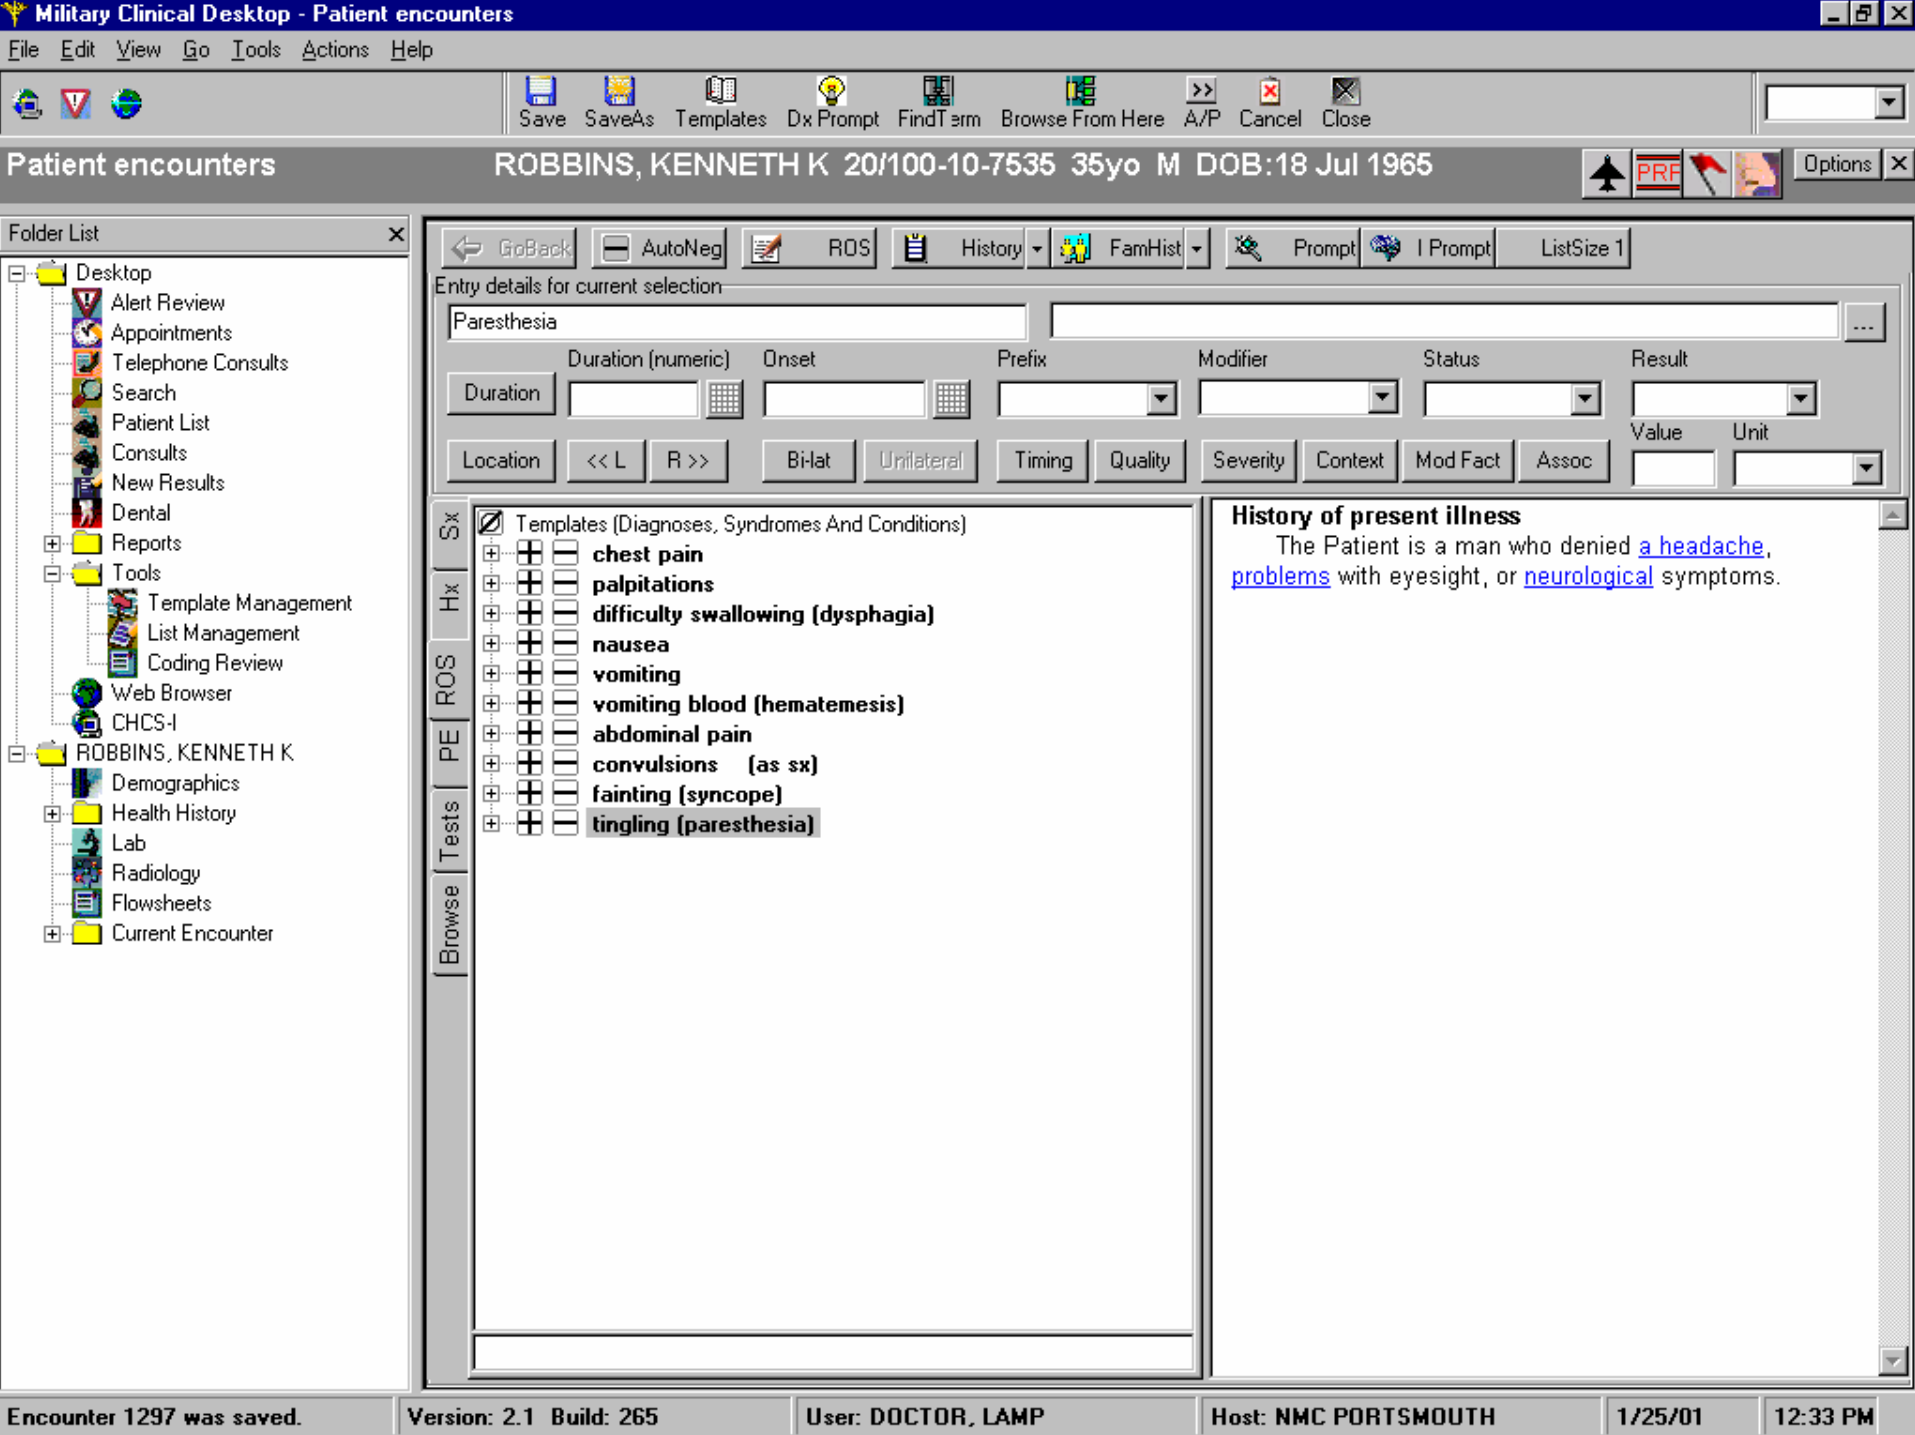 Military Clinical Desktop - Patient encounters
File Edit View Go Tools Actions Help
Save SaveAs Templates Dx Prompt FindTerm Browse From Here A/P Cancel Close
Patient encounters ROBBINS, KENNETH K 20/100-10-7535 35yo M DOB:18 Jul 1965 PRP Options
Folder List
Desktop
Alert Review
Appointments
Telephone Consults
Search
Patient List
Consults
New Results
Dental
Reports
Tools
Template Management
List Management
Coding Review
Web Browser
CHCS-I
ROBBINS, KENNETH K
Demographics
Health History
Lab
Radiology
Flowsheets
Current Encounter
GoBack AutoNeg ROS History FamHist Prompt I Prompt ListSize 1
Entry details for current selection
Paresthesia ...
Duration (numeric) Onset Prefix Modifier Status Result
Duration
Value Unit
Location << L R >> Bi-lat Unilateral Timing Quality Severity Context Mod Fact Assoc
Sx
Hx
ROS
PE
Tests
Browse
Templates (Diagnoses, Syndromes And Conditions)
chest pain
palpitations
difficulty swallowing (dysphagia)
nausea
vomiting
vomiting blood (hematemesis)
abdominal pain
convulsions (as sx)
fainting (syncope)
tingling (paresthesia)
History of present illness
The Patient is a man who denied a headache,
problems with eyesight, or neurological symptoms.
Encounter 1297 was saved. Version: 2.1 Build: 265 User: DOCTOR, LAMP Host: NMC PORTSMOUTH 1/25/01 12:33 PM